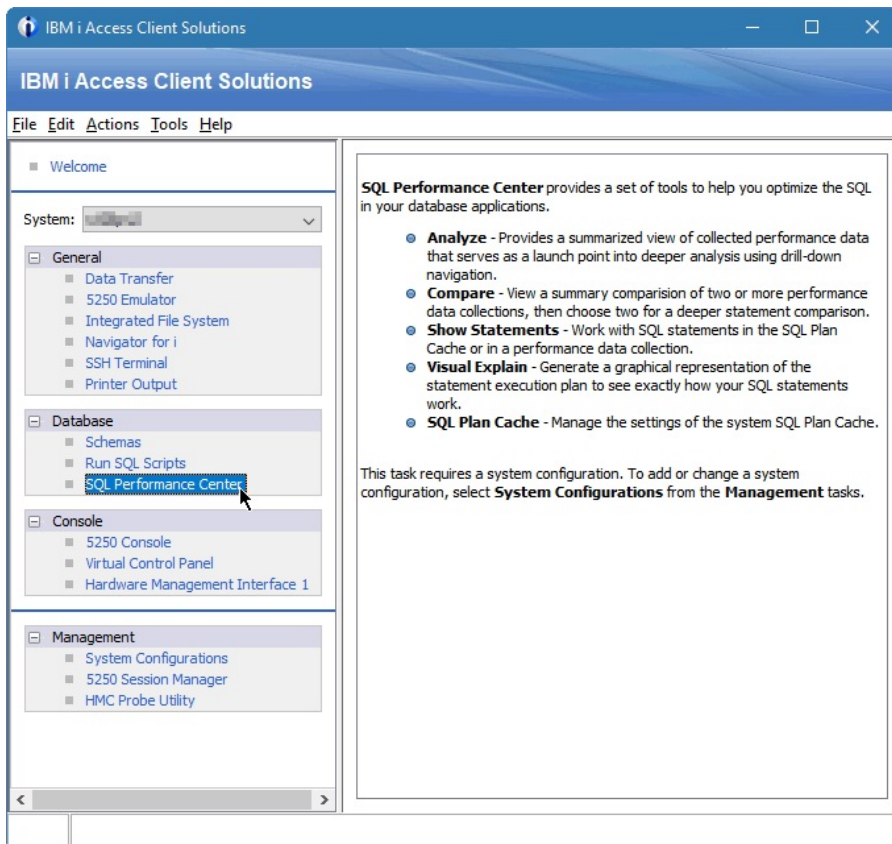 IBM i Access Client Solutions
IBM i Access Client Solutions
File Edit Actions Tools Help
Welcome
System:
General
Data Transfer
5250 Emulator
Integrated File System
Navigator for i
SSH Terminal
Printer Output
Database
Schemas
Run SQL Scripts
SQL Performance Center
Console
5250 Console
Virtual Control Panel
Hardware Management Interface 1
Management
System Configurations
5250 Session Manager
HMC Probe Utility
SQL Performance Center provides a set of tools to help you optimize the SQL
in your database applications.
Analyze - Provides a summarized view of collected performance data
that serves as a launch point into deeper analysis using drill-down
navigation.
Compare - View a summary comparision of two or more performance
data collections, then choose two for a deeper statement comparison.
Show Statements - Work with SQL statements in the SQL Plan
Cache or in a performance data collection.
Visual Explain - Generate a graphical representation of the
statement execution plan to see exactly how your SQL statements
work.
SQL Plan Cache - Manage the settings of the system SQL Plan Cache.
This task requires a system configuration. To add or change a system
configuration, select System Configurations from the Management tasks.